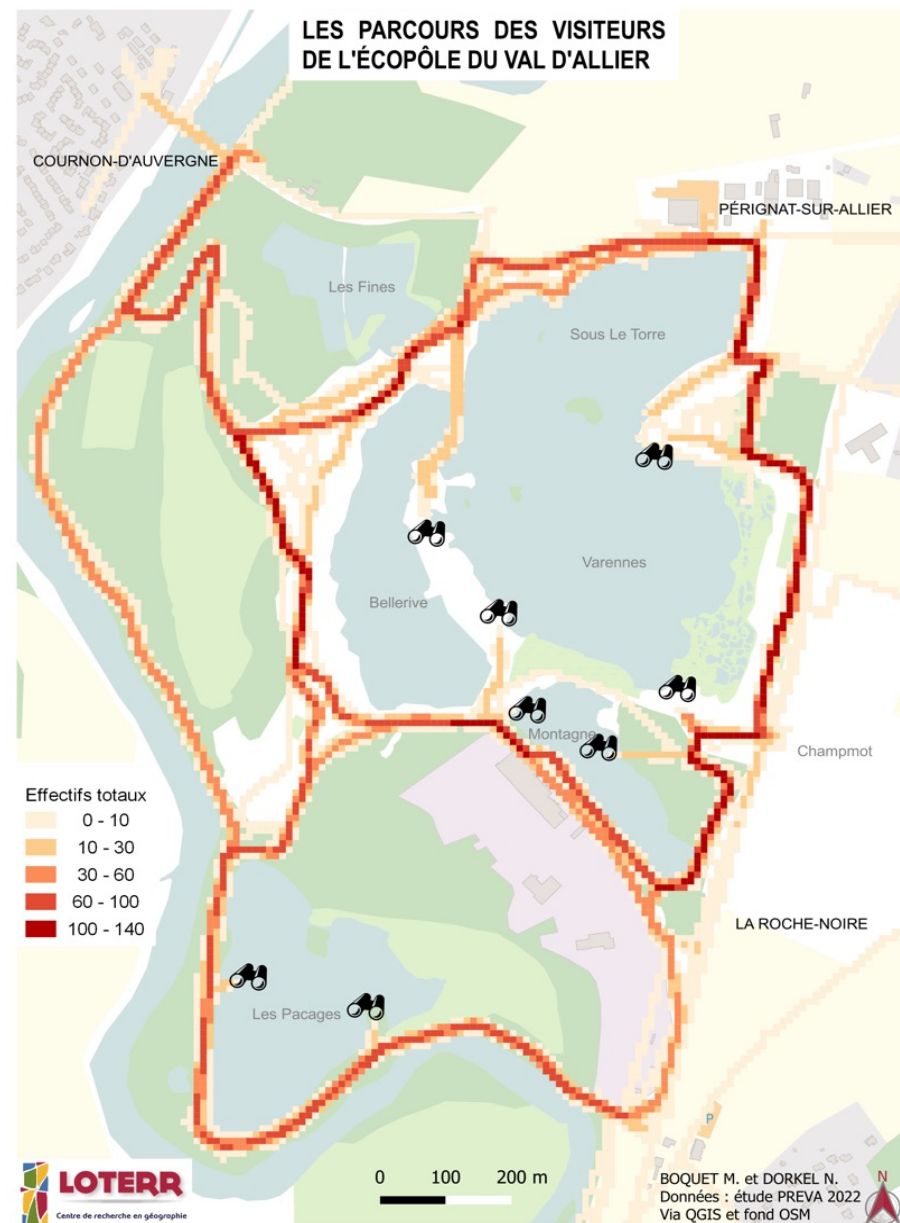 LES PARCOURS DES VISITEURS
DE L'ÉCOPÔLE DU VAL D'ALLIER
COURNON-D'AUVERGNE
PÉRIGNAT-SUR-ALLIER
Les Fines
Sous Le Torre
Varennes
Bellerive
Montagne
Champmot
Effectifs totaux
0 - 10
10 - 30
30 - 60
60 - 100
100 - 140
LA ROCHE-NOIRE
Les Pacages
P
LOTERR
Centre de recherche en géographie
0 100 200 m
BOQUET M. et DORKEL N.
Données : étude PREVA 2022
Via QGIS et fond OSM
N